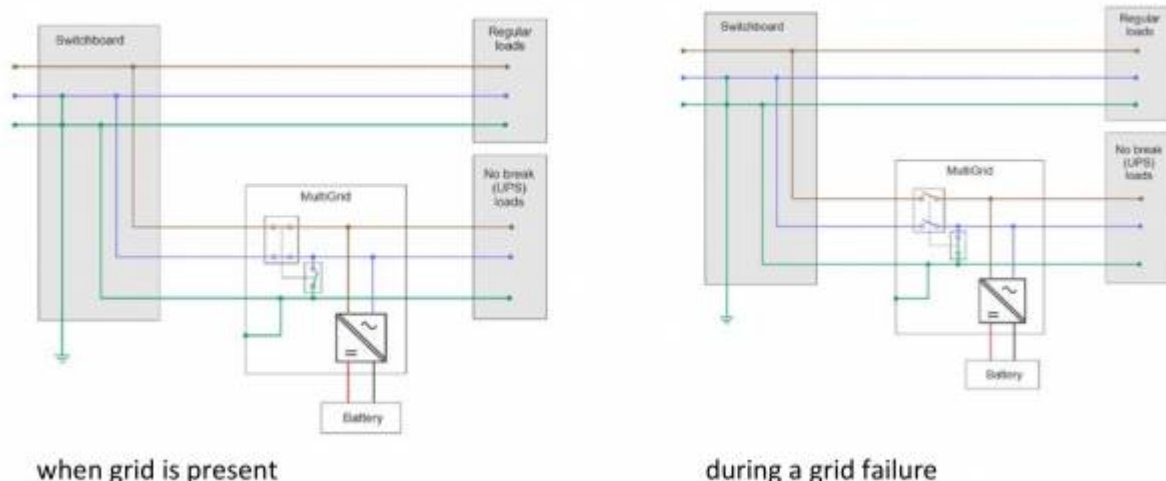 Switchboard
Regular
loads
No break
(UPS)
loads
MultiGrid
Battery
when grid is present
Switchboard
Regular
loads
No break
(UPS)
loads
MultiGrid
Battery
during a grid failure